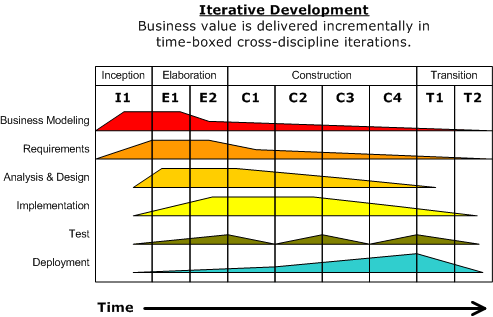 Iterative Development
Business value is delivered incrementally in
time-boxed cross-discipline iterations.
Inception Elaboration Construction Transition
I1 E1 E2 C1 C2 C3 C4 T1 T2
Business Modeling
Requirements
Analysis & Design
Implementation
Test
Deployment
Time